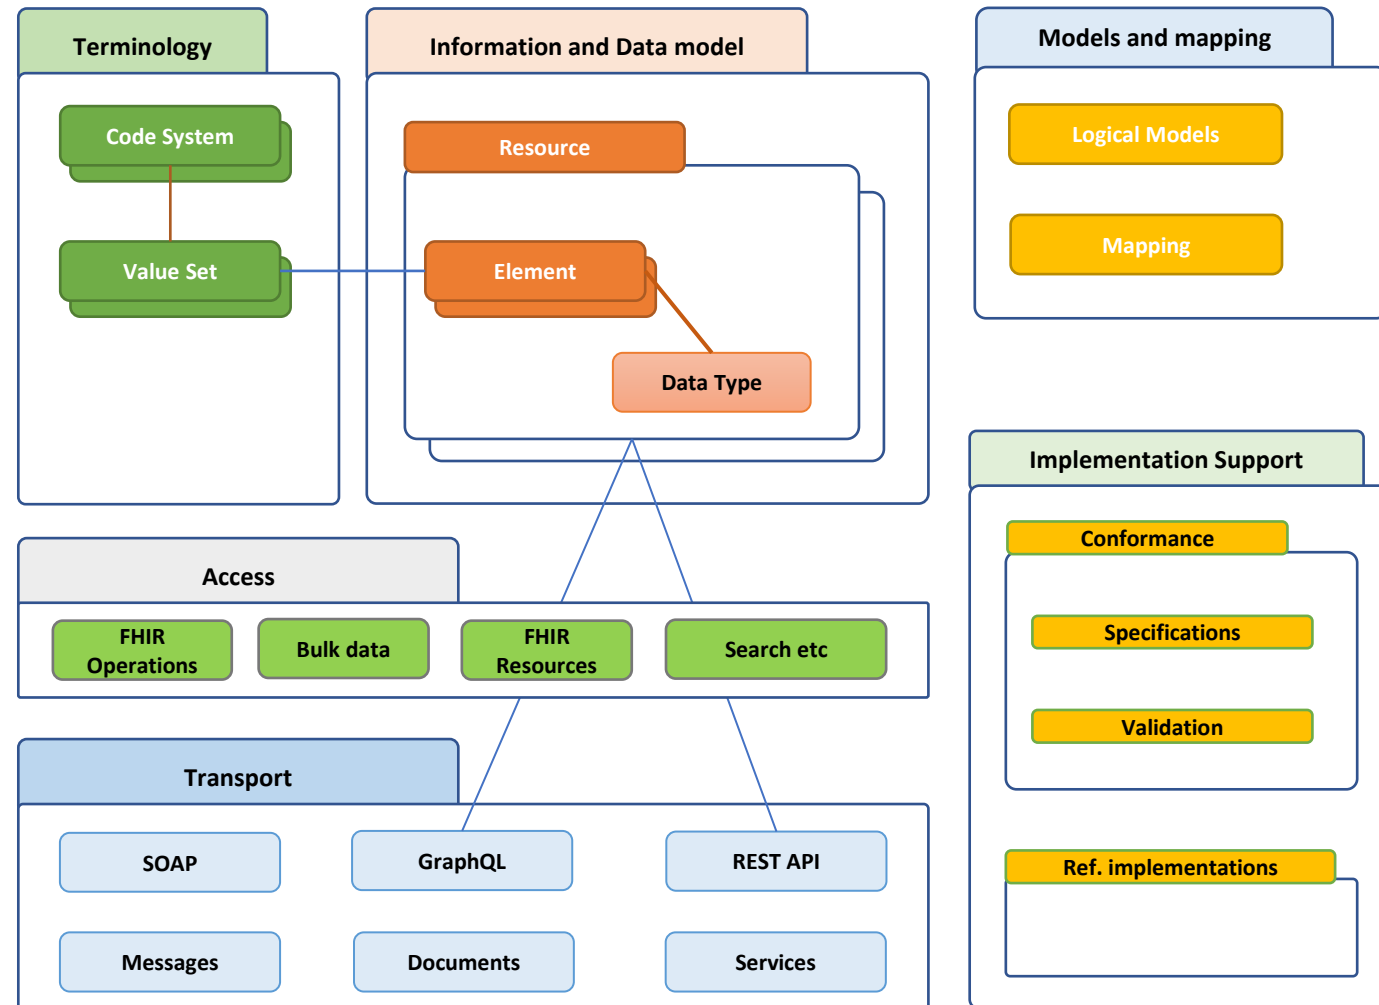 Terminology
Code System
Value Set
Information and Data model
Resource
Element
Data Type
Models and mapping
Logical Models
Mapping
Access
FHIR
Operations
Bulk data
FHIR
Resources
Search etc
Transport
SOAP
GraphQL
REST API
Messages
Documents
Services
Implementation Support
Conformance
Specifications
Validation
Ref. implementations